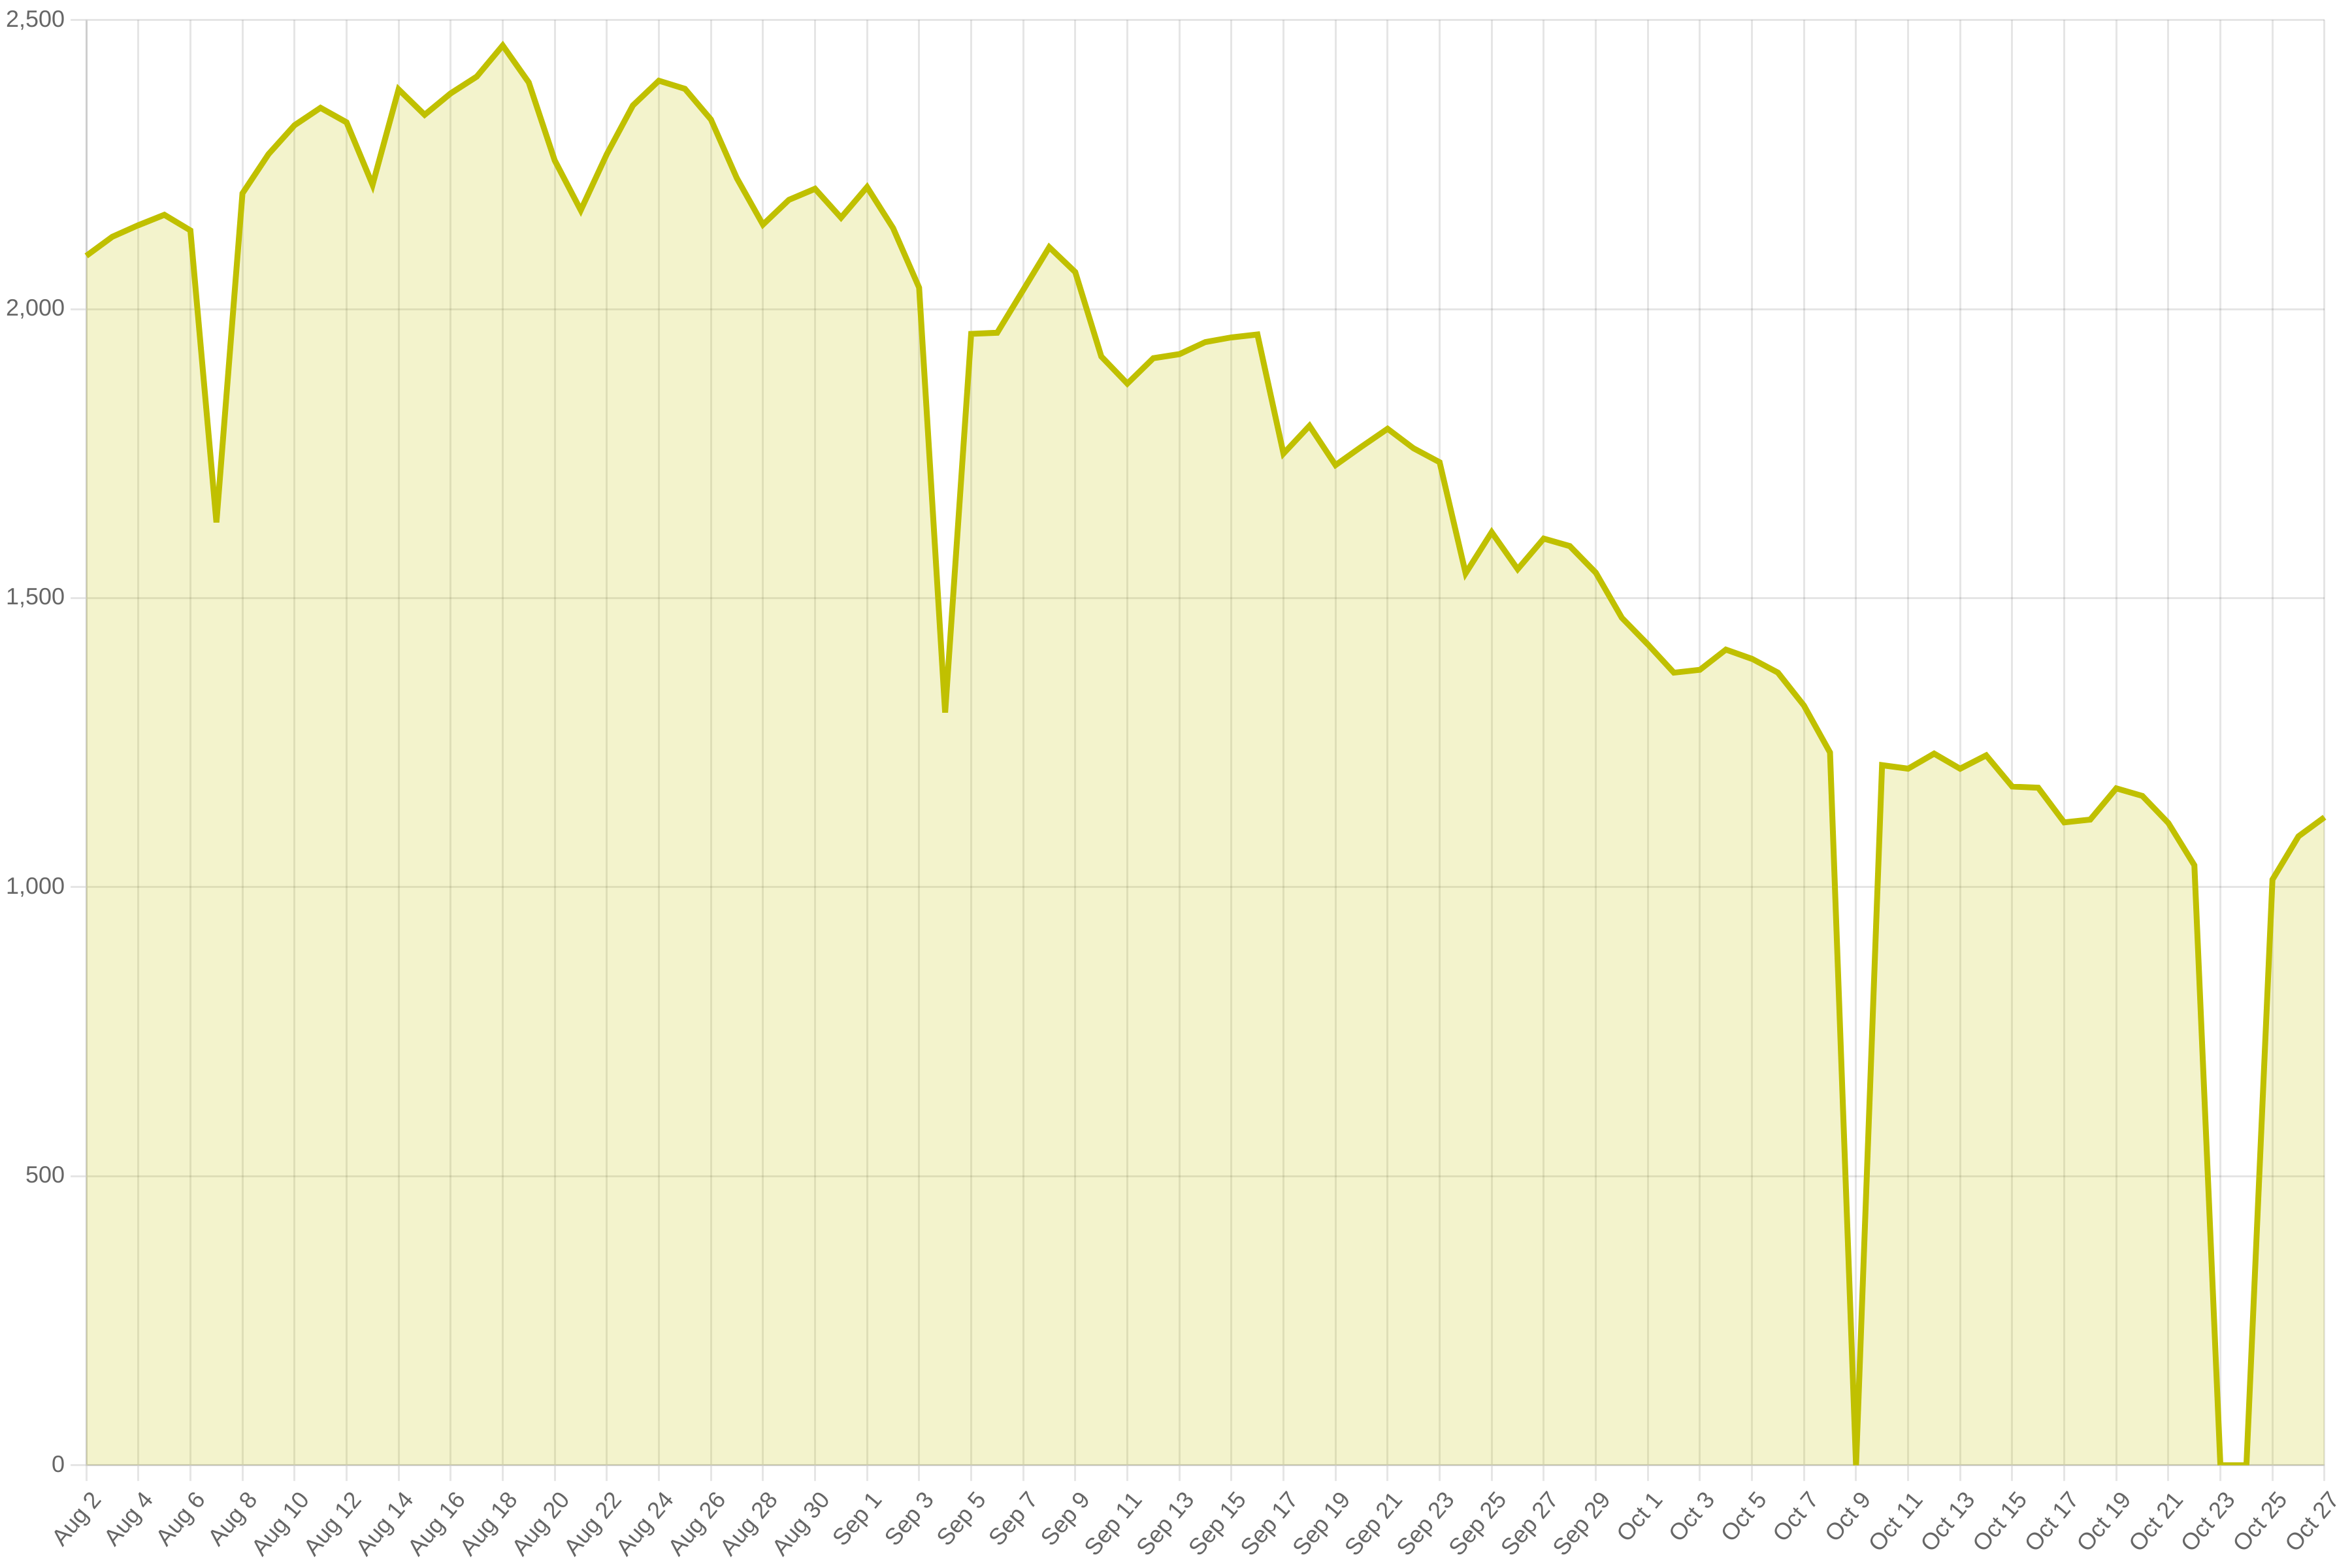 2,500
2,000
1,500
1,000
500
0
Aug 2
Aug 4
Aug 6
Aug 8
Aug 10
Aug 12
Aug 14
Aug 16
Aug 18
Aug 20
Aug 22
Aug 24
Aug 26
Aug 28
Aug 30
Sep 1
Sep 3
Sep 5
Sep 7
Sep 9
Sep 11
Sep 13
Sep 15
Sep 17
Sep 19
Sep 21
Sep 23
Sep 25
Sep 27
Sep 29
Oct 1
Oct 3
Oct 5
Oct 7
Oct 9
Oct 11
Oct 13
Oct 15
Oct 17
Oct 19
Oct 21
Oct 23
Oct 25
Oct 27